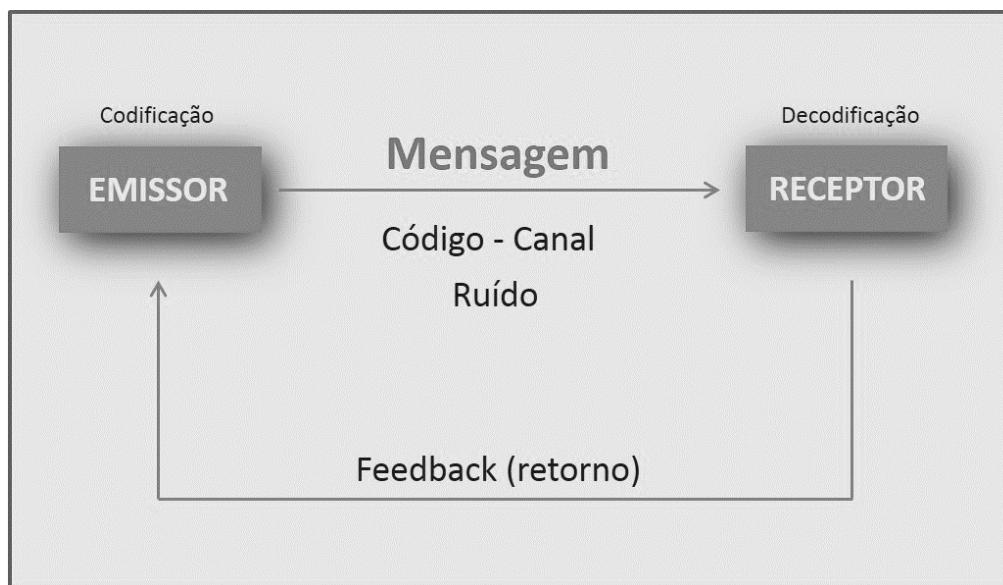 Codificação
Decodificação
EMISSOR
Mensagem
RECEPTOR
Código - Canal
Ruído
Feedback (retorno)